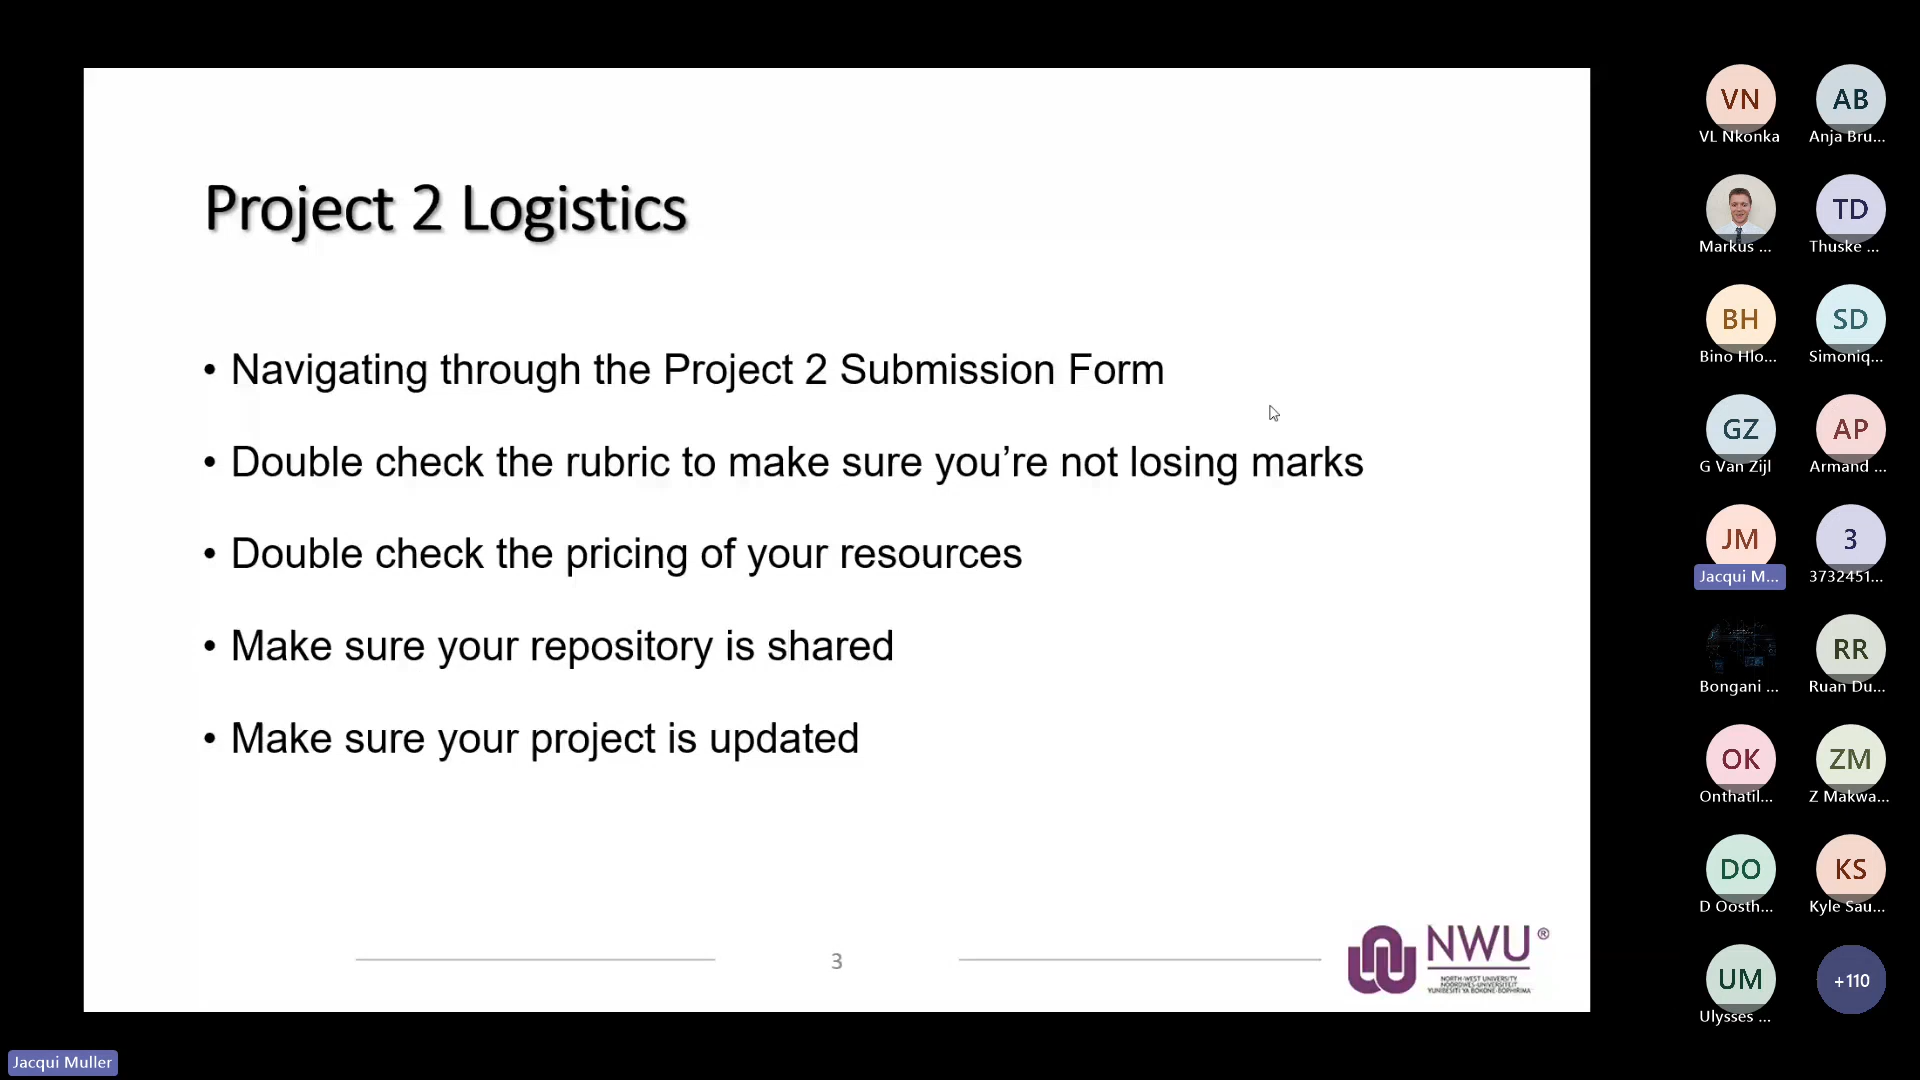 Project 2 Logistics
• Navigating through the Project 2 Submission Form
• Double check the rubric to make sure you’re not losing marks
• Double check the pricing of your resources
• Make sure your repository is shared
• Make sure your project is updated
3
NWU ®
NORTH-WEST UNIVERSITY
NOORDWES-UNIVERSITEIT
YUNIBESITI YA BOKONE-BOPHIRIMA
VN
VL Nkonka
AB
Anja Bru...
Markus ...
TD
Thuske ...
BH
Bino Hlo...
SD
Simoniq...
GZ
G Van Zijl
AP
Armand ...
JM
Jacqui M...
3
3732451...
Bongani ...
RR
Ruan Du...
OK
Onthatil...
ZM
Z Makwa...
DO
D Oosth...
KS
Kyle Sau...
UM
Ulysses ...
+110
Jacqui Muller